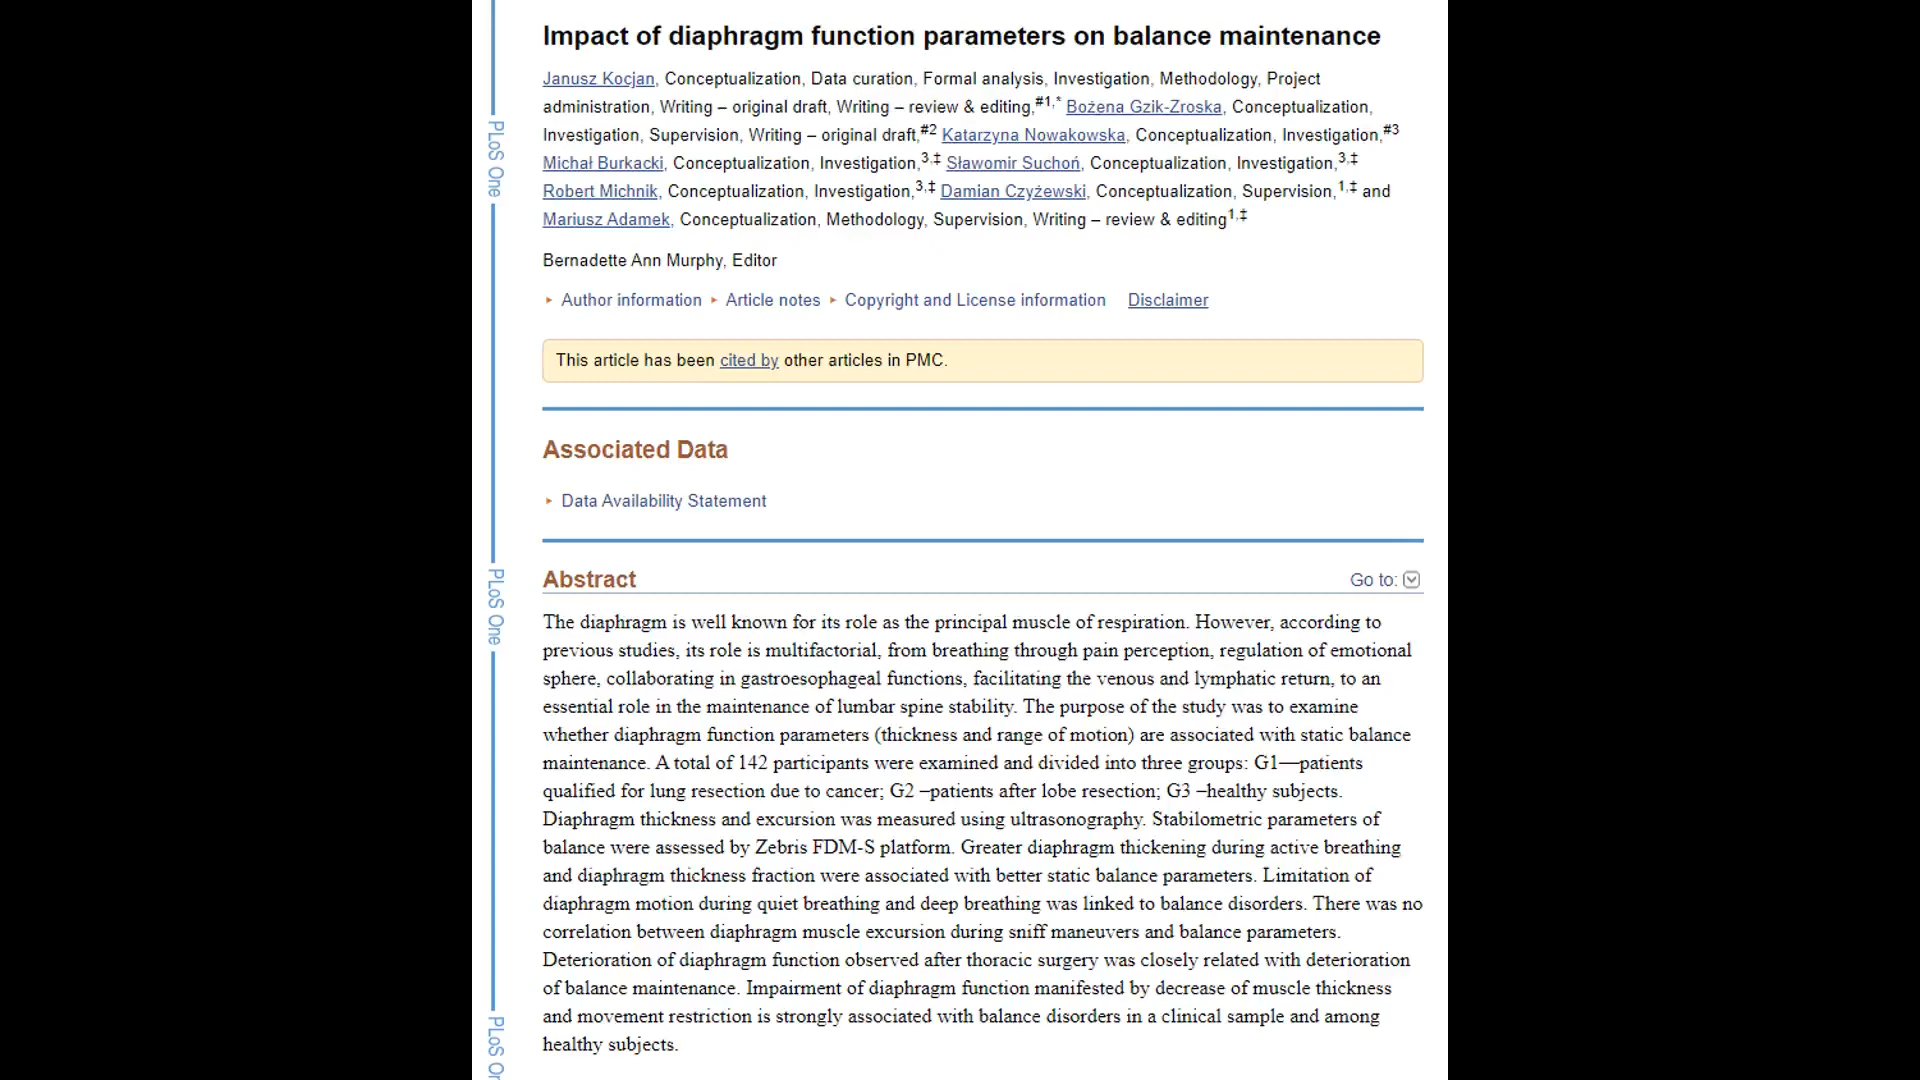 Impact of diaphragm function parameters on balance maintenance
Janusz Kocjan, Conceptualization, Data curation, Formal analysis, Investigation, Methodology, Project
administration, Writing – original draft, Writing – review & editing,#1,* Bożena Gzik-Zroska, Conceptualization,
Investigation, Supervision, Writing – original draft,#2 Katarzyna Nowakowska, Conceptualization, Investigation,#3
Michał Burkacki, Conceptualization, Investigation,3,‡ Sławomir Suchoń, Conceptualization, Investigation,3,‡
Robert Michnik, Conceptualization, Investigation,3,‡ Damian Czyżewski, Conceptualization, Supervision,1,‡ and
Mariusz Adamek, Conceptualization, Methodology, Supervision, Writing – review & editing1,‡
Bernadette Ann Murphy, Editor
Author information Article notes Copyright and License information Disclaimer
This article has been cited by other articles in PMC.
Associated Data
Data Availability Statement
Abstract
Go to:
The diaphragm is well known for its role as the principal muscle of respiration. However, according to
previous studies, its role is multifactorial, from breathing through pain perception, regulation of emotional
sphere, collaborating in gastroesophageal functions, facilitating the venous and lymphatic return, to an
essential role in the maintenance of lumbar spine stability. The purpose of the study was to examine
whether diaphragm function parameters (thickness and range of motion) are associated with static balance
maintenance. A total of 142 participants were examined and divided into three groups: G1—patients
qualified for lung resection due to cancer; G2 –patients after lobe resection; G3 –healthy subjects.
Diaphragm thickness and excursion was measured using ultrasonography. Stabilometric parameters of
balance were assessed by Zebris FDM-S platform. Greater diaphragm thickening during active breathing
and diaphragm thickness fraction were associated with better static balance parameters. Limitation of
diaphragm motion during quiet breathing and deep breathing was linked to balance disorders. There was no
correlation between diaphragm muscle excursion during sniff maneuvers and balance parameters.
Deterioration of diaphragm function observed after thoracic surgery was closely related with deterioration
of balance maintenance. Impairment of diaphragm function manifested by decrease of muscle thickness
and movement restriction is strongly associated with balance disorders in a clinical sample and among
healthy subjects.
PLoS One
PLoS One
PLoS On